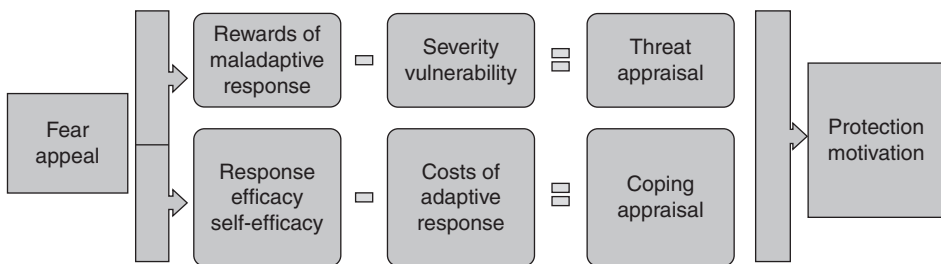 Fear
appeal
Rewards of
maladaptive
response
Severity
vulnerability
Threat
appraisal
Response
efficacy
self-efficacy
Costs of
adaptive
response
Coping
appraisal
Protection
motivation